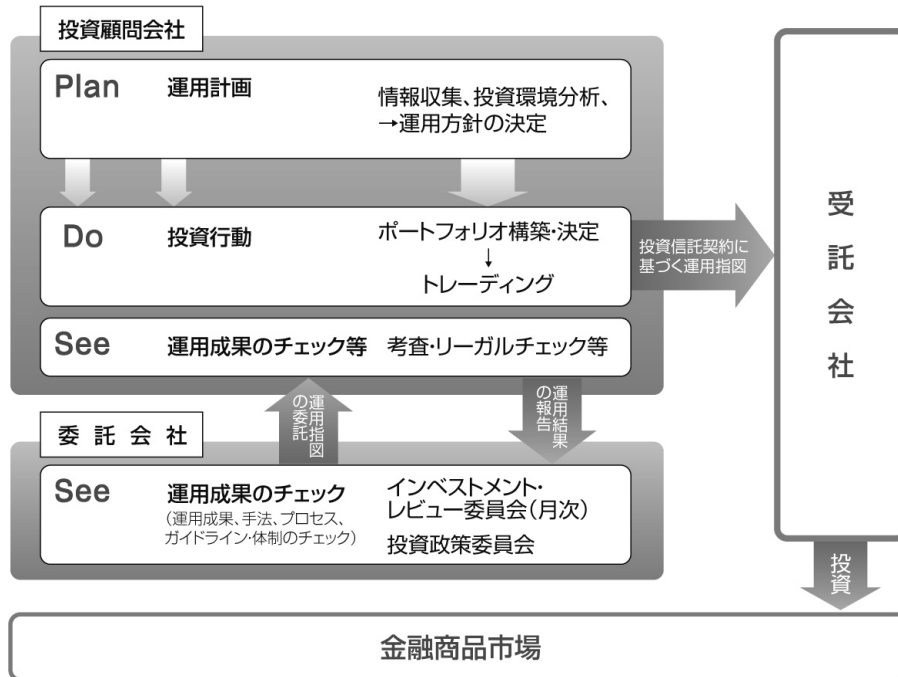 投資顧問会社
Plan 運用計画 情報収集、投資環境分析、
→運用方針の決定
Do 投資行動 ポートフォリオ構築・決定
↓
トレーディング
投資信託契約に
基づく運用指図
See 運用成果のチェック等 考査・リーガルチェック等
運用指図
の委託
運用結果
の報告
委託会社
See 運用成果のチェック
(運用成果、手法、プロセス、
ガイドライン・体制のチェック)
インベストメント・
レビュー委員会(月次)
投資政策委員会
受託会社
投資
金融商品市場